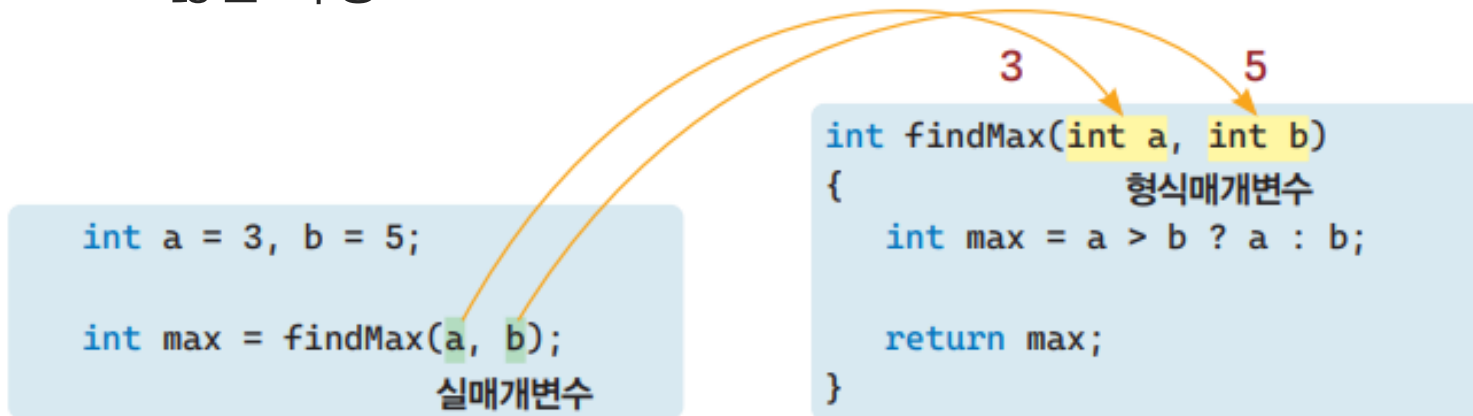 3 5
int findMax(int a, int b)
{
형식매개변수
int max = a > b ? a : b;
return max;
}
int a = 3, b = 5;
int max = findMax(a, b);
실매개변수